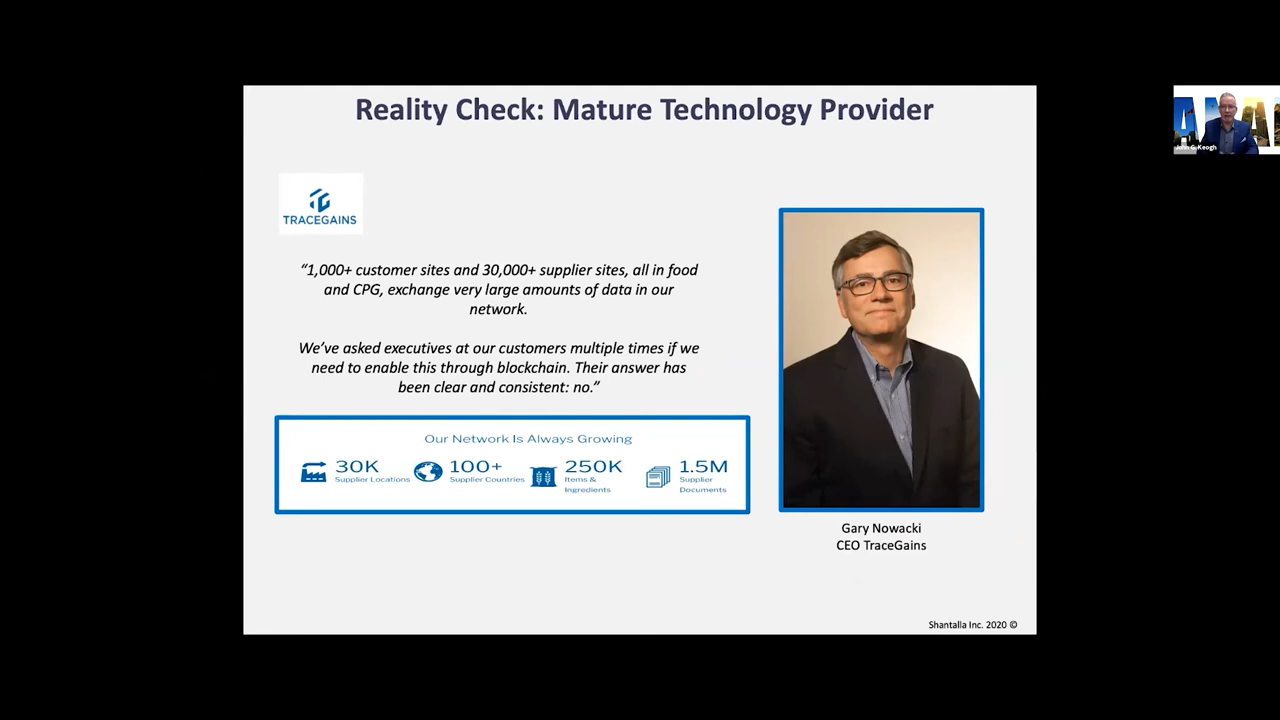 Reality Check: Mature Technology Provider
TRACEGAINS
“1,000+ customer sites and 30,000+ supplier sites, all in food
and CPG, exchange very large amounts of data in our
network.
We’ve asked executives at our customers multiple times if we
need to enable this through blockchain. Their answer has
been clear and consistent: no.”
Our Network Is Always Growing
30K
Supplier Locations
100+
Supplier Countries
250K
Items &
Ingredients
1.5M
Supplier
Documents
Gary Nowacki
CEO TraceGains
Shantalla Inc. 2020 ©
John G. Keogh